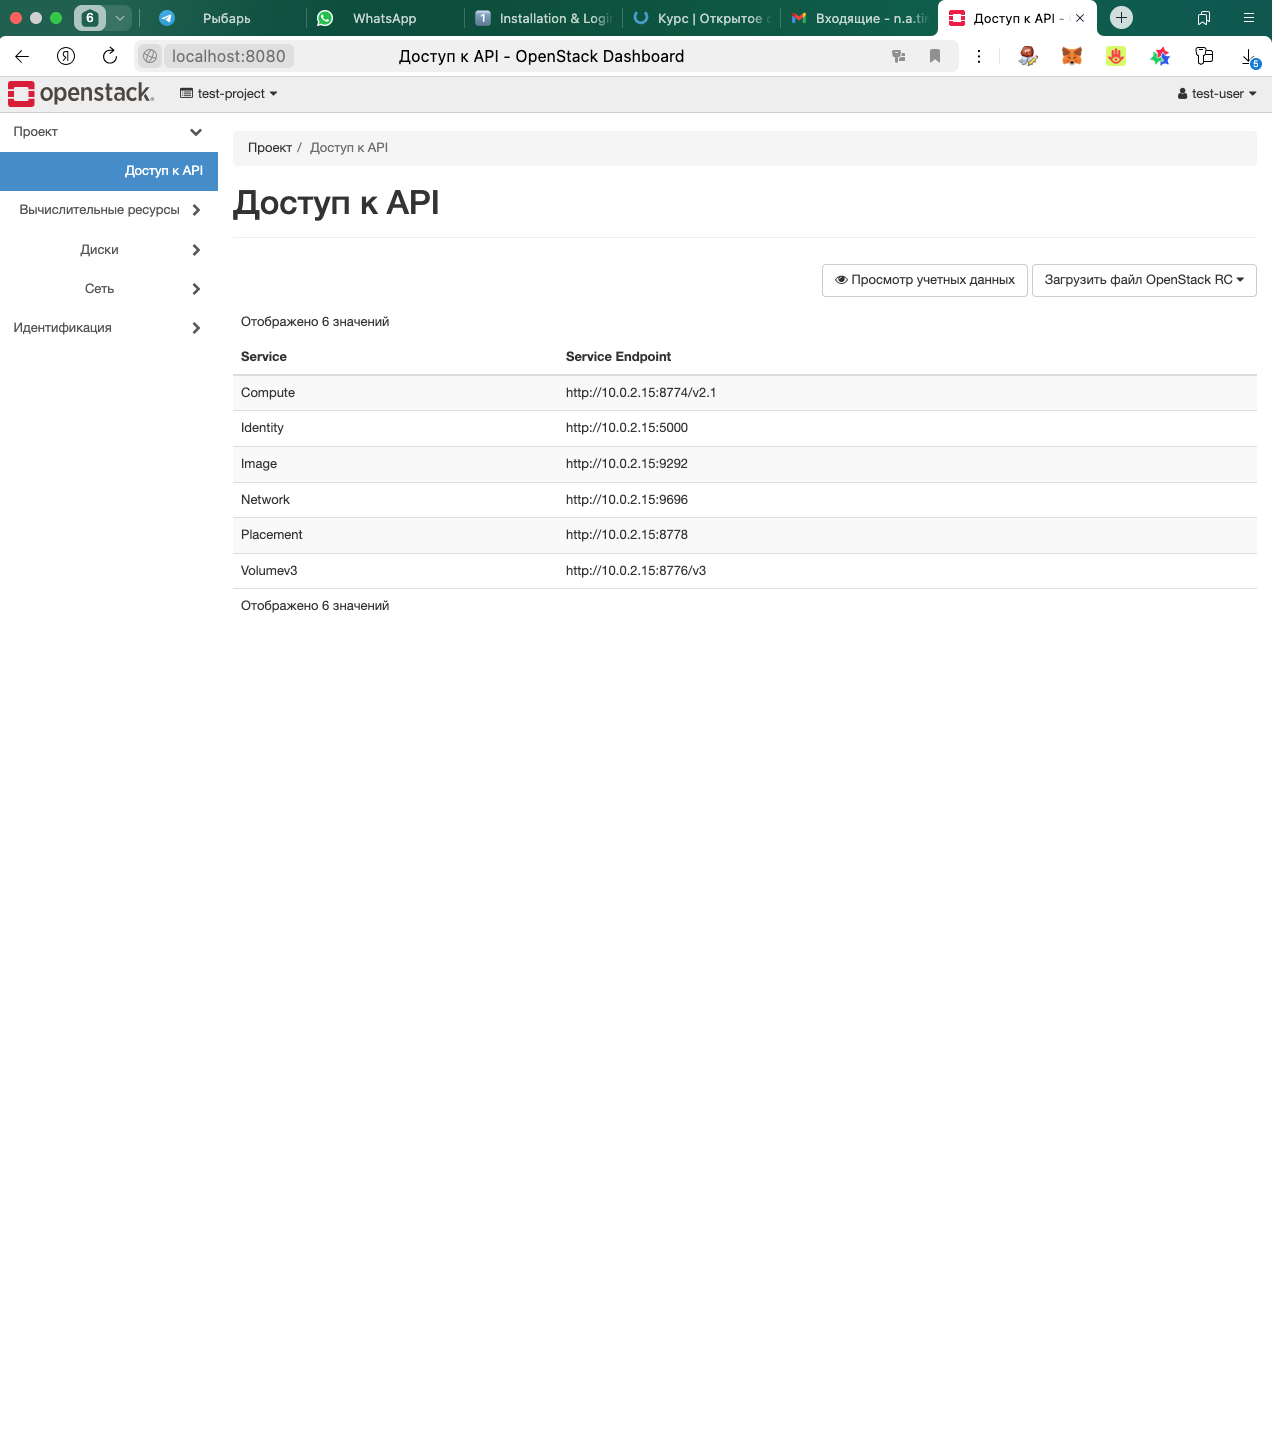 6
Рыбарь
WhatsApp
Installation & Logi
Курс | Открытое
Входящие - n.a.tir
Доступ к API -
localhost:8080
Доступ к API - OpenStack Dashboard
5
openstack.
test-project
test-user
Проект
Доступ к API
Вычислительные ресурсы
Диски
Сеть
Идентификация
Проект / Доступ к API
Доступ к API
Просмотр учетных данных
Загрузить файл OpenStack RC
Отображено 6 значений
Service Service Endpoint
Compute http://10.0.2.15:8774/v2.1
Identity http://10.0.2.15:5000
Image http://10.0.2.15:9292
Network http://10.0.2.15:9696
Placement http://10.0.2.15:8778
Volumev3 http://10.0.2.15:8776/v3
Отображено 6 значений